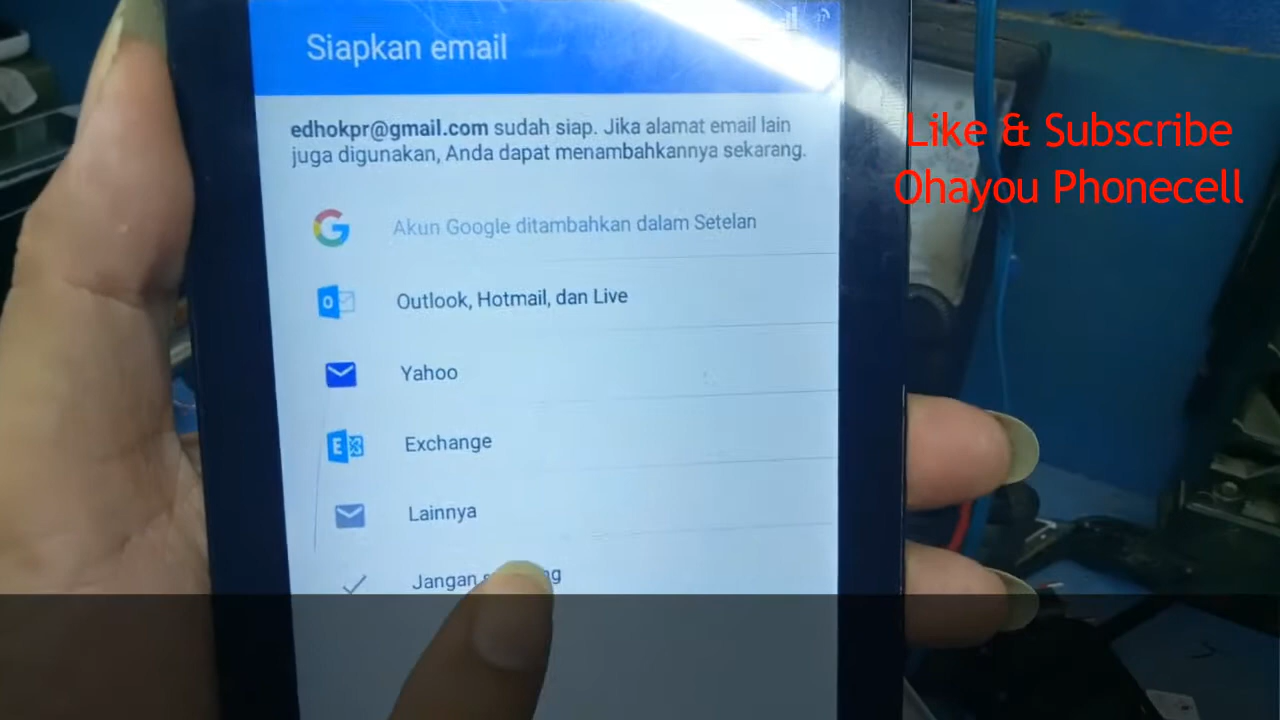 Siapkan email
edhokpr@gmail.com sudah siap. Jika alamat email lain
juga digunakan, Anda dapat menambahkannya sekarang.
Akun Google ditambahkan dalam Setelan
Outlook, Hotmail, dan Live
Yahoo
Exchange
Lainnya
Jangan
Like & Subscribe
Ohayou Phonecell